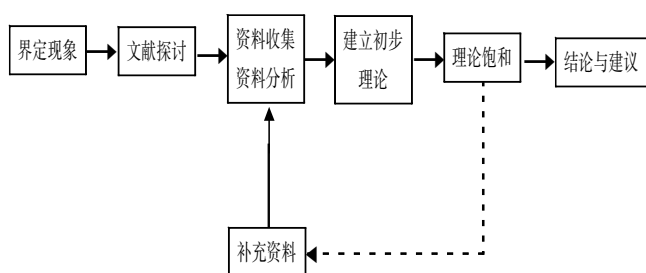 界定现象
文献探讨
资料收集
资料分析
建立初步
理论
理论饱和
结论与建议
补充资料